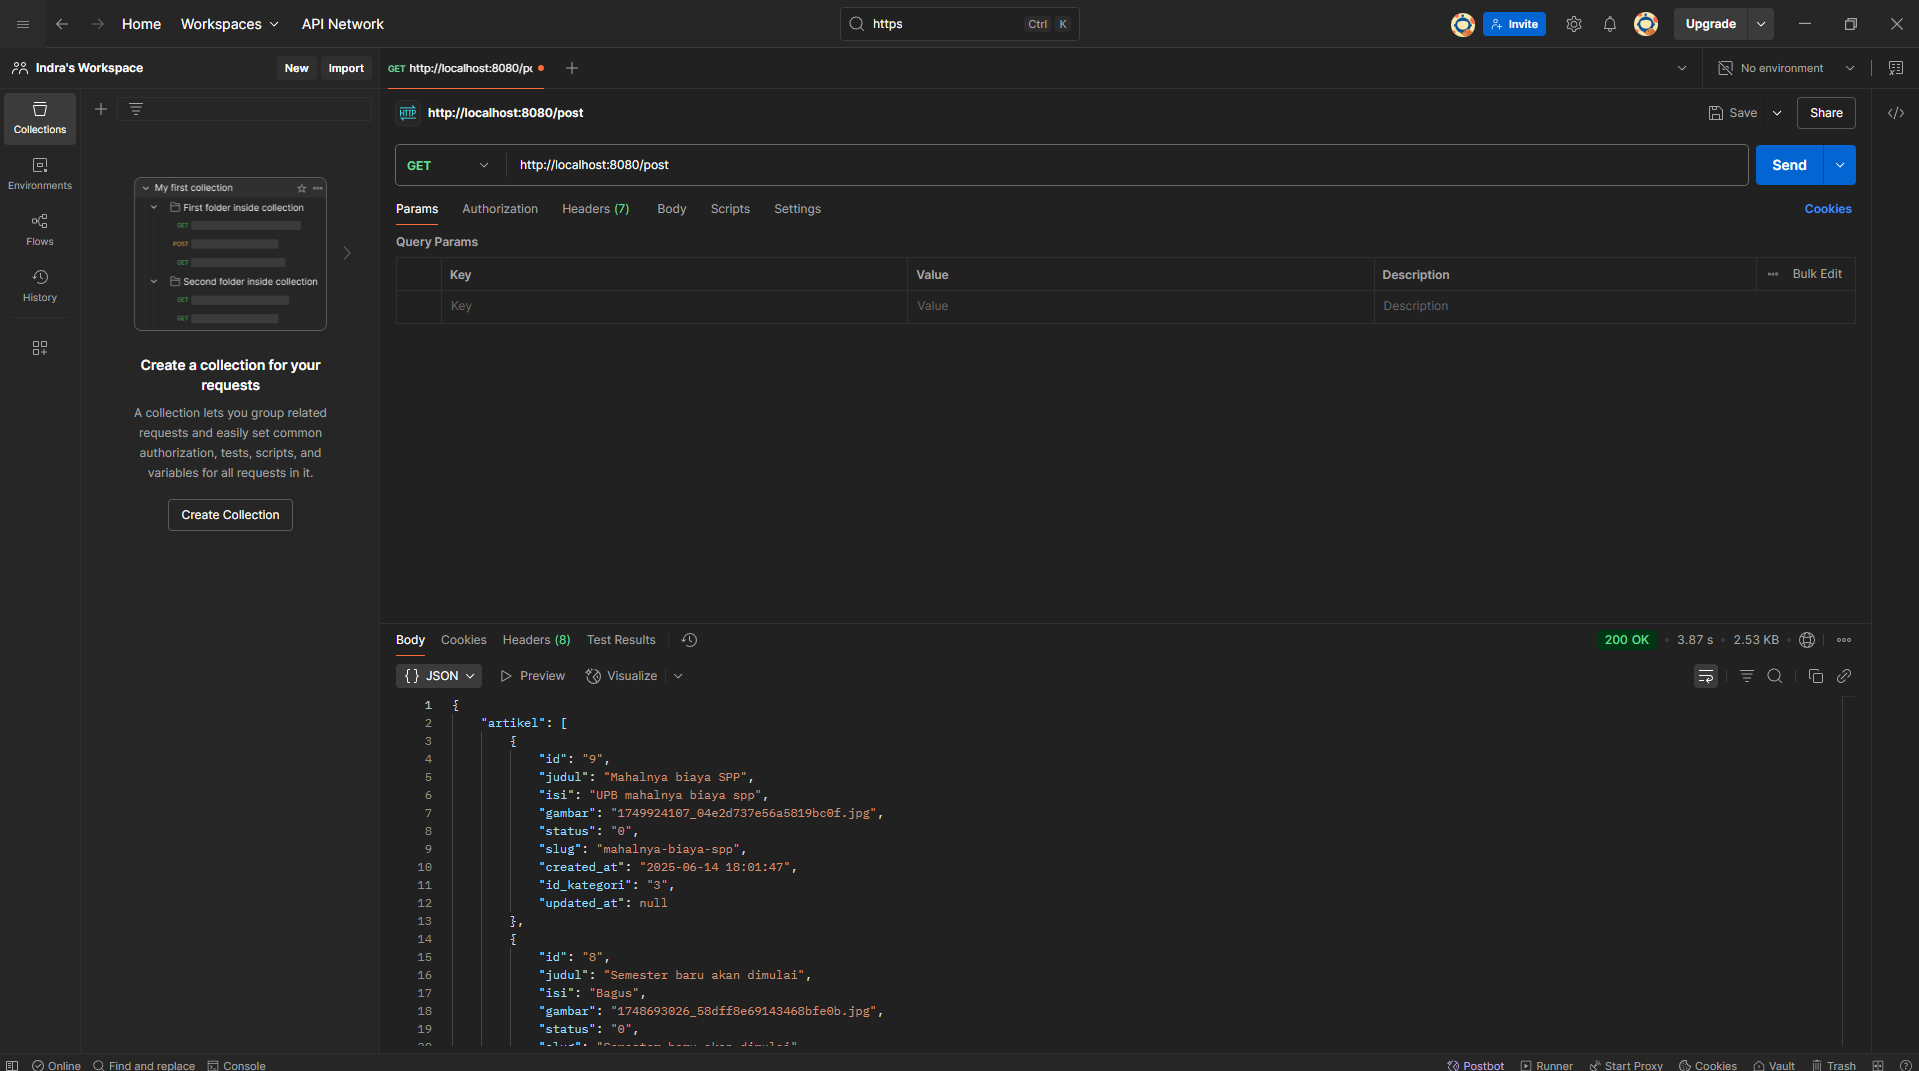 Home Workspaces API Network
https Ctrl K
Invite Upgrade
Indra's Workspace New Import
GET http://localhost:8080/p
No environment
Collections
Environments
Flows
History
My first collection
First folder inside collection
GET
POST
GET
Second folder inside collection
GET
GET
Create a collection for your
requests
A collection lets you group related
requests and easily set common
authorization, tests, scripts, and
variables for all requests in it.
Create Collection
HTTP http://localhost:8080/post
Save Share
GET http://localhost:8080/post
Send
Params Authorization Headers (7) Body Scripts Settings
Cookies
Query Params
Key Value Description Bulk Edit
Key Value Description
Body Cookies Headers (8) Test Results
200 OK 3.87 s 2.53 KB
{} JSON Preview Visualize
1 {
2 "artikel": [
3 {
4 "id": "9",
5 "judul": "Mahalnya biaya SPP",
6 "isi": "UPB mahalnya biaya spp",
7 "gambar": "1749924107_04e2d737e56a5819bc0f.jpg",
8 "status": "0",
9 "slug": "mahalnya-biaya-spp",
10 "created_at": "2025-06-14 18:01:47",
11 "id_kategori": "3",
12 "updated_at": null
13 },
14 {
15 "id": "8",
16 "judul": "Semester baru akan dimulai",
17 "isi": "Bagus",
18 "gambar": "1748693026_58dff8e69143468bfe0b.jpg",
19 "status": "0",
Online Find and replace Console
Postbot Runner Start Proxy Cookies Vault Trash